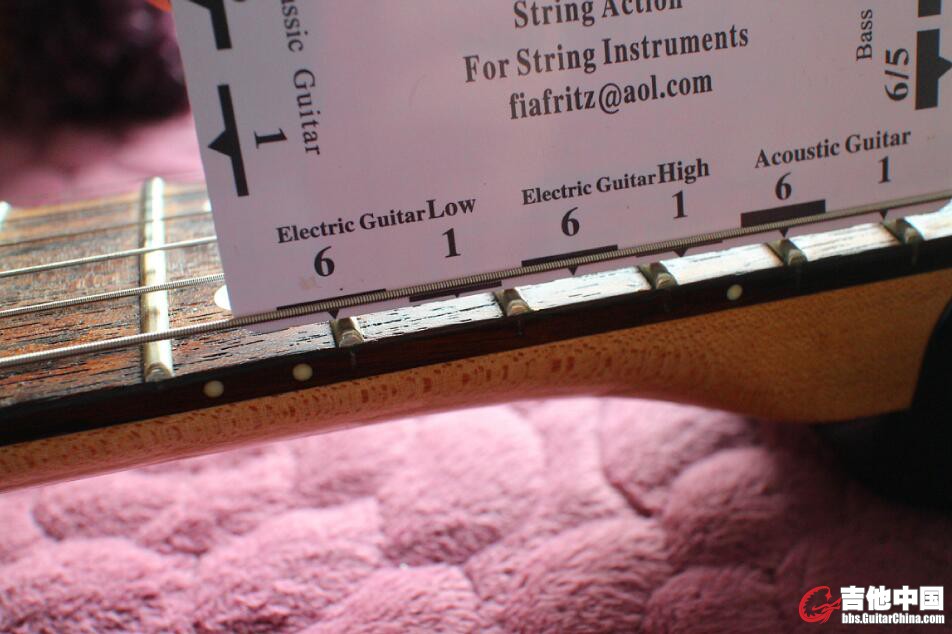 String Action
For String Instruments
fiafritz@aol.com
Classic Guitar
1
Bass
6/5
Electric Guitar Low
6 1
Electric Guitar High
6 1
Acoustic Guitar
6 1
吉他中国
bbs.GuitarChina.com